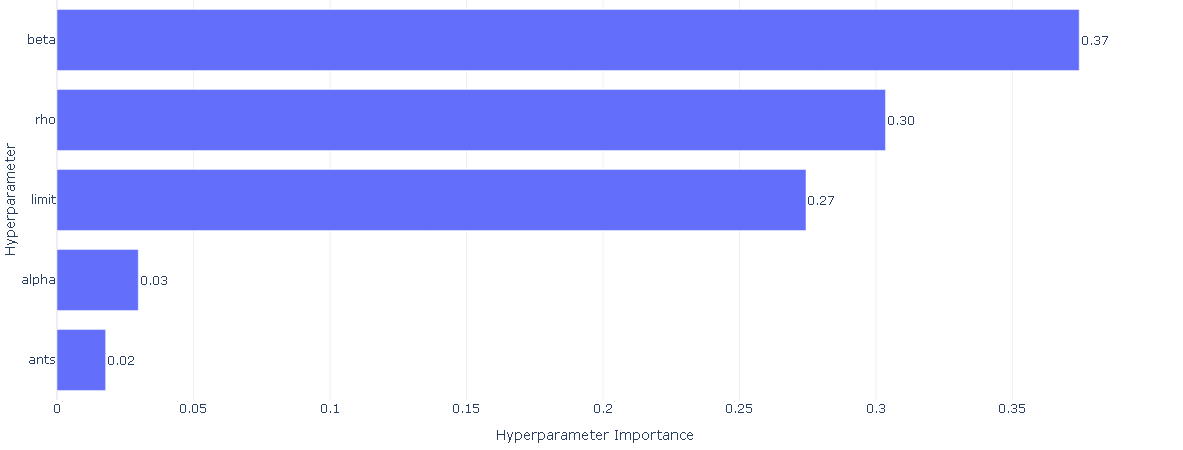 Hyperparameter
beta 0.37
rho 0.30
limit 0.27
alpha 0.03
ants 0.02
0 0.05 0.1 0.15 0.2 0.25 0.3 0.35
Hyperparameter Importance